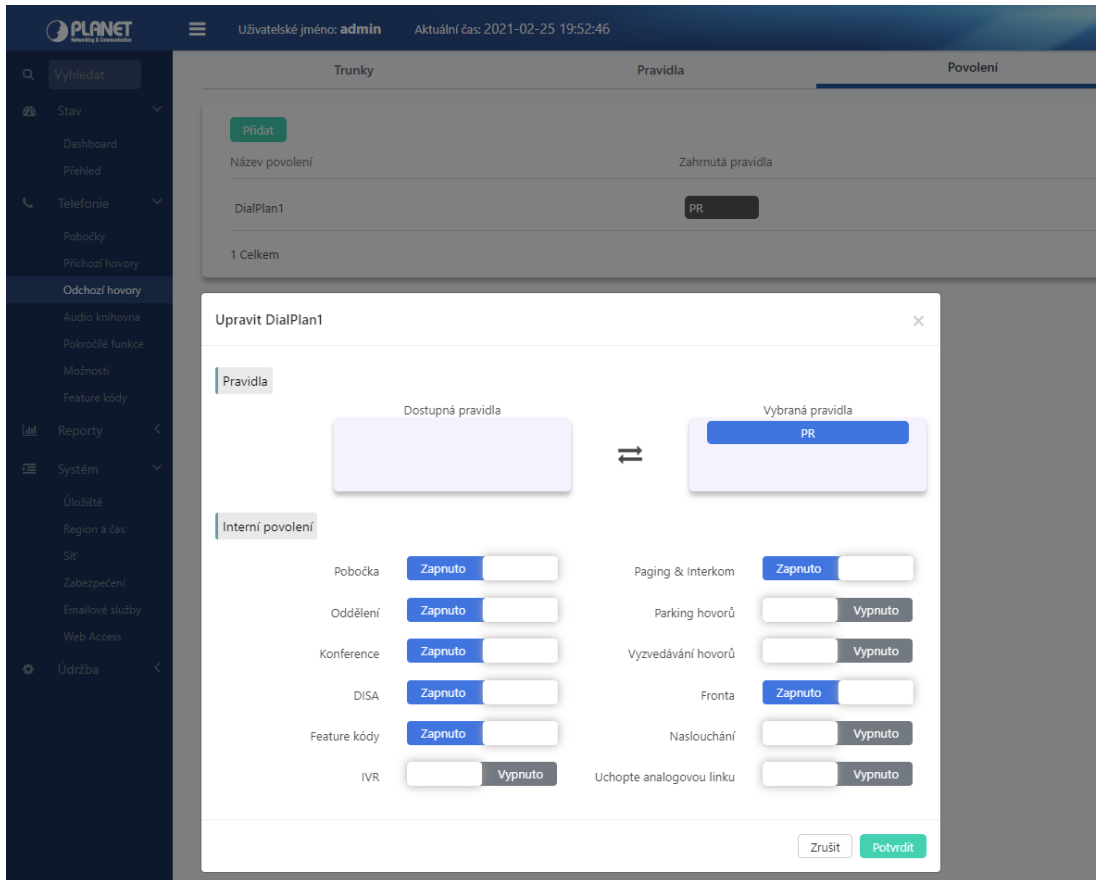 PLANET
Networking & Communication
Uživatelské jméno: admin Aktuální čas: 2021-02-25 19:52:46
Vyhledat
Stav
Dashboard
Přehled
Telefonie
Pobočky
Příchozí hovory
Odchozí hovory
Audio knihovna
Pokročilé funkce
Možnosti
Feature kódy
Reporty
Systém
Úložiště
Region a čas
Síť
Zabezpečení
Emailové služby
Web Access
Údržba
Trunky Pravidla Povolení
Přidat
Název povolení Zahrnutá pravidla
DialPlan1 PR
1 Celkem
Upravit DialPlan1 ×
Pravidla
Dostupná pravidla Vybraná pravidla
PR
Interní povolení
Pobočka Zapnuto Paging & Interkom Zapnuto
Oddělení Zapnuto Parking hovorů Vypnuto
Konference Zapnuto Vyzvedávání hovorů Vypnuto
DISA Zapnuto Fronta Zapnuto
Feature kódy Zapnuto Naslouchání Vypnuto
IVR Vypnuto Uchopte analogovou linku Vypnuto
Zrušit Potvrdit